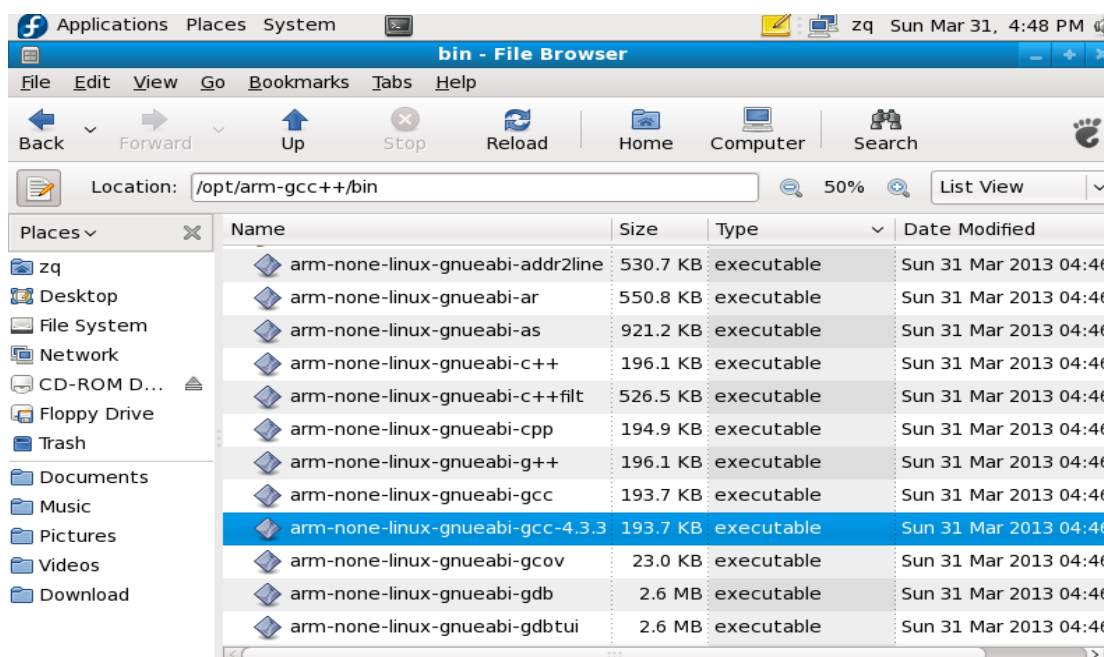 Applications Places System zq Sun Mar 31, 4:48 PM
bin - File Browser
File Edit View Go Bookmarks Tabs Help
Back Forward Up Stop Reload Home Computer Search
Location: /opt/arm-gcc++/bin 50% List View
Places Name Size Type Date Modified
zq arm-none-linux-gnueabi-addr2line 530.7 KB executable Sun 31 Mar 2013 04:46
Desktop arm-none-linux-gnueabi-ar 550.8 KB executable Sun 31 Mar 2013 04:46
File System arm-none-linux-gnueabi-as 921.2 KB executable Sun 31 Mar 2013 04:46
Network arm-none-linux-gnueabi-c++ 196.1 KB executable Sun 31 Mar 2013 04:46
CD-ROM D... arm-none-linux-gnueabi-c++filt 526.5 KB executable Sun 31 Mar 2013 04:46
Floppy Drive arm-none-linux-gnueabi-cpp 194.9 KB executable Sun 31 Mar 2013 04:46
Trash arm-none-linux-gnueabi-g++ 196.1 KB executable Sun 31 Mar 2013 04:46
Documents arm-none-linux-gnueabi-gcc 193.7 KB executable Sun 31 Mar 2013 04:46
Music arm-none-linux-gnueabi-gcc-4.3.3 193.7 KB executable Sun 31 Mar 2013 04:46
Pictures arm-none-linux-gnueabi-gcov 23.0 KB executable Sun 31 Mar 2013 04:46
Videos arm-none-linux-gnueabi-gdb 2.6 MB executable Sun 31 Mar 2013 04:46
Download arm-none-linux-gnueabi-gdbtui 2.6 MB executable Sun 31 Mar 2013 04:46